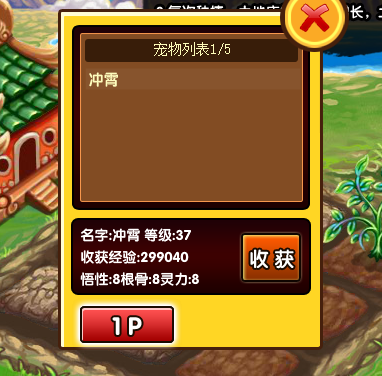 宠物列表1/5
冲霄
名字:冲霄 等级:37
收获经验:299040
悟性:8根骨:8灵力:8
收获
1P